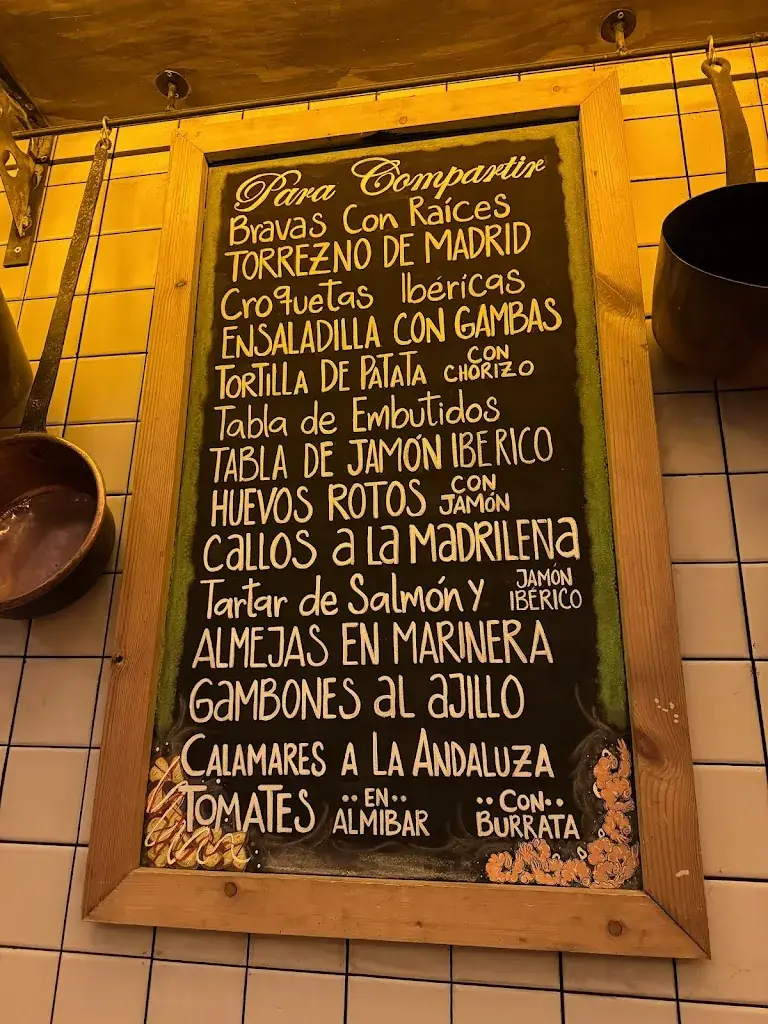 Para Compartir
Bravas Con Raíces
TORREZNO DE MADRID
Croquetas Ibéricas
ENSALADILLA CON GAMBAS
TORTILLA DE PATATA CON CHORIZO
Tabla de Embutidos
TABLA DE JAMÓN IBERICO
HUEVOS ROTOS CON JAMÓN
CALLOS a La MaDRILEÑa
Tartar de Salmón y JAMÓN IBÉRICO
ALMEJAS EN MARINERA
GamBONES aL aJILLO
CALAMARES A LA ANDALUZA
TOMATES ··EN·· ALMIBAR ··CON·· BURRATA